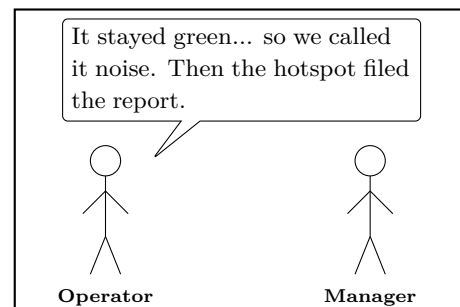 It stayed green... so we called
it noise. Then the hotspot filed
the report.
Operator
Manager